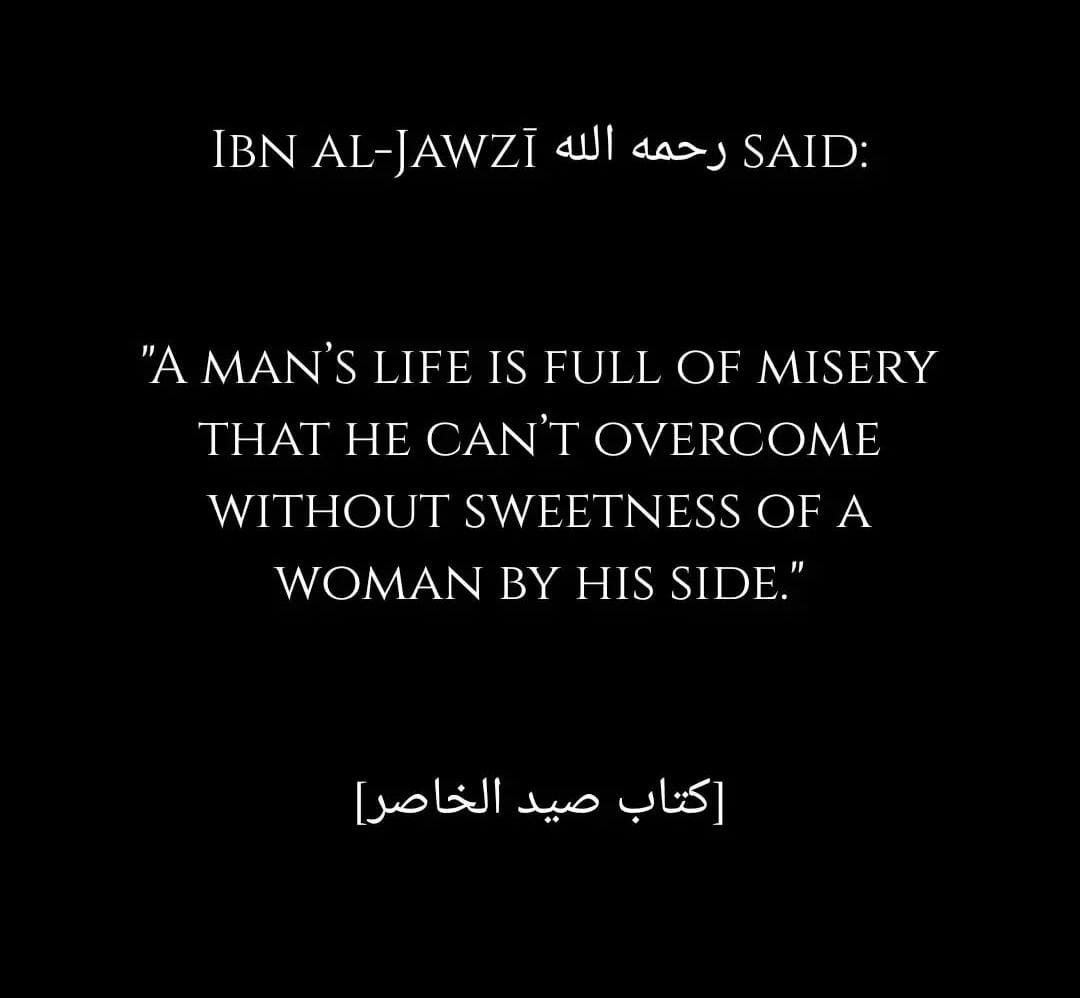 Ibn al-Jawzī رحمه الله said:
"A man’s life is full of misery
that he can’t overcome
without sweetness of a
woman by his side."
[كتاب صيد الخاصر]